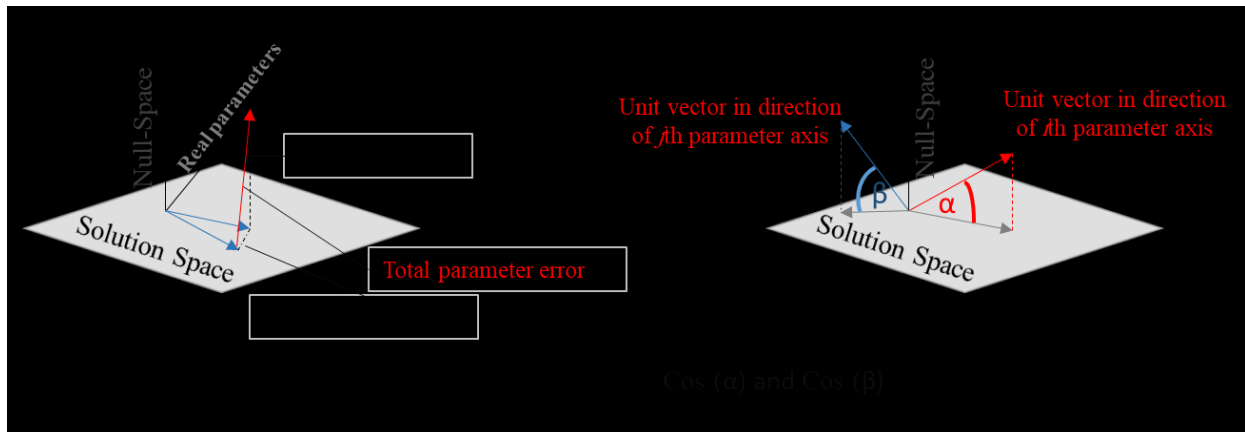 Null-Space
Real parameters
Solution Space
Total parameter error
Unit vector in direction
of jth parameter axis
Null-Space
Unit vector in direction
of ith parameter axis
β
α
Solution Space
Cos (α) and Cos (β)